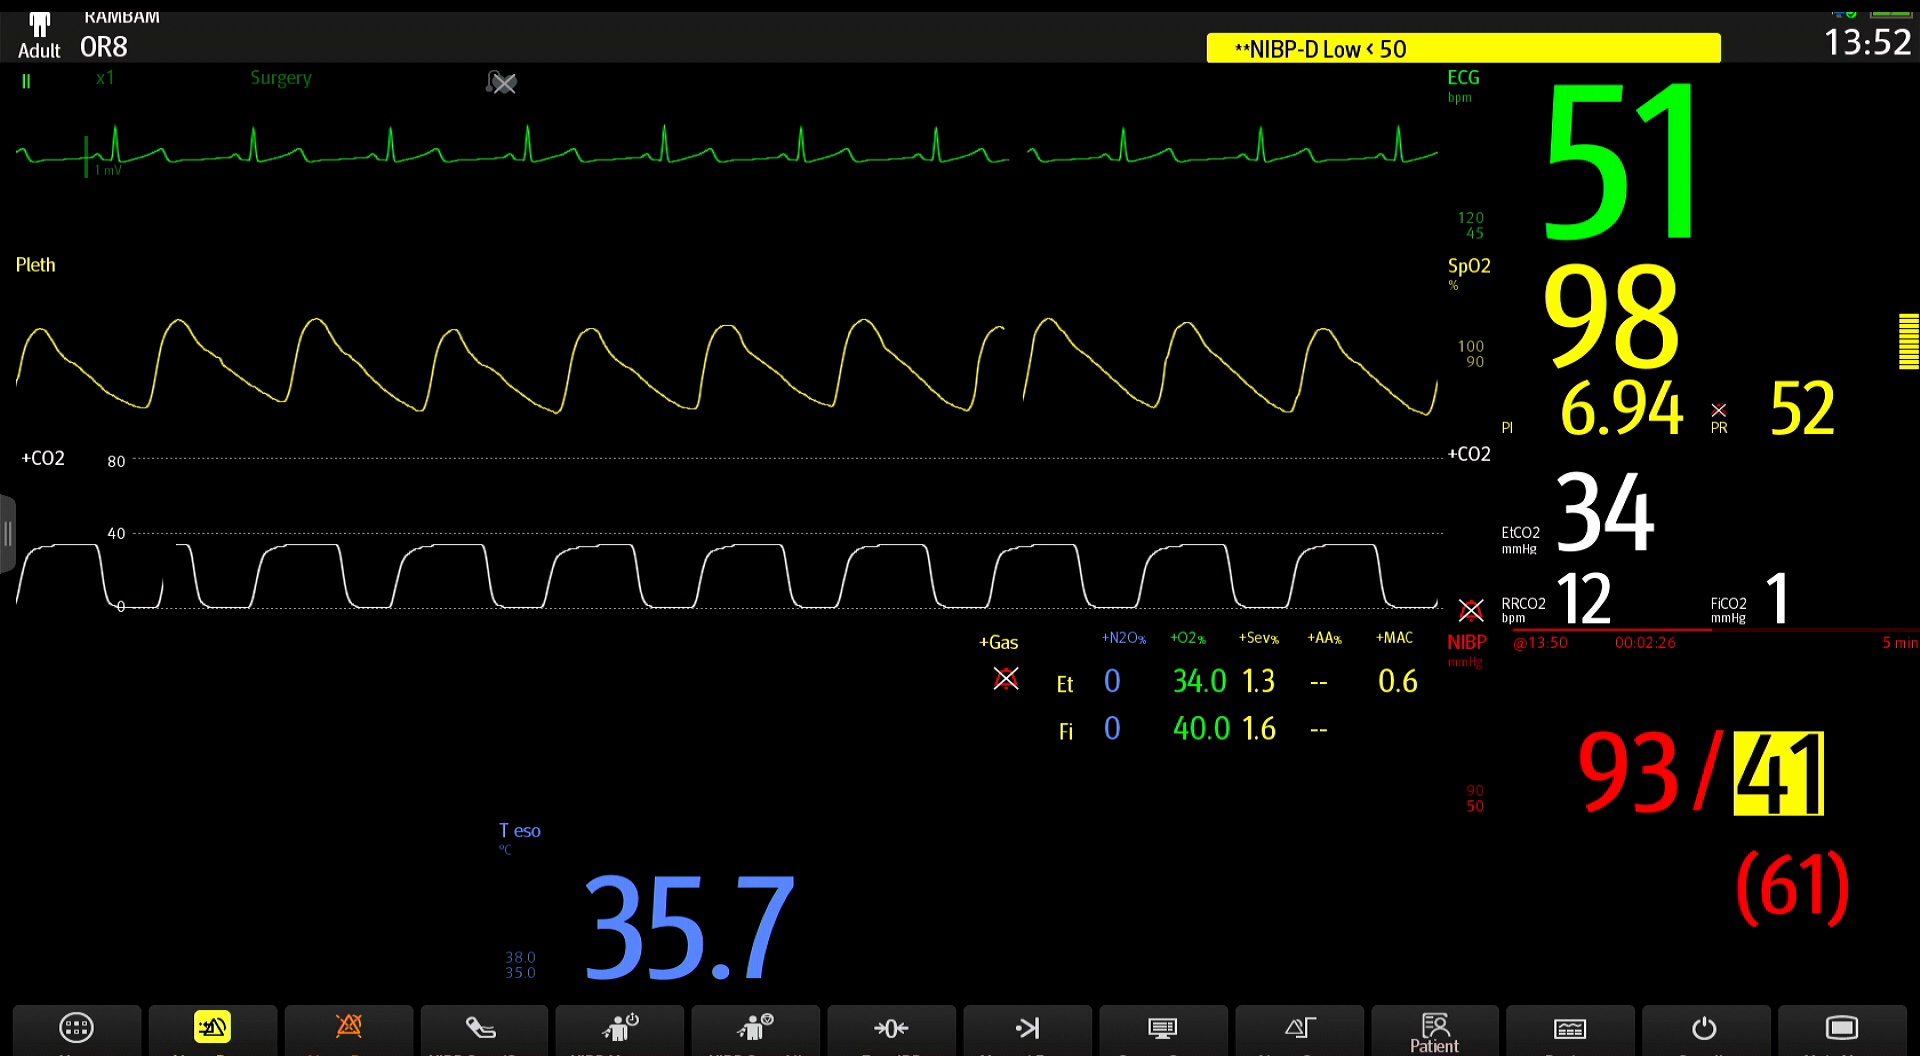 RAMBAM
Adult OR8
**NIBP-D Low < 50
13:52
II x1 Surgery
1 mV
ECG
bpm
51
120
45
Pleth
SpO2
%
98
100
90
PI 6.94
PR 52
+CO2
80
40
0
+CO2
EtCO2
mmHg
34
RRCO2
bpm
12
FiCO2
mmHg
1
+Gas +N2O% +O2% +Sev% +AA% +MAC
Et 0 34.0 1.3 -- 0.6
Fi 0 40.0 1.6 --
NIBP @13:50 00:02:26 5 min
mmHg
93/41
90
50
(61)
T eso
°C
35.7
38.0
35.0
Patient